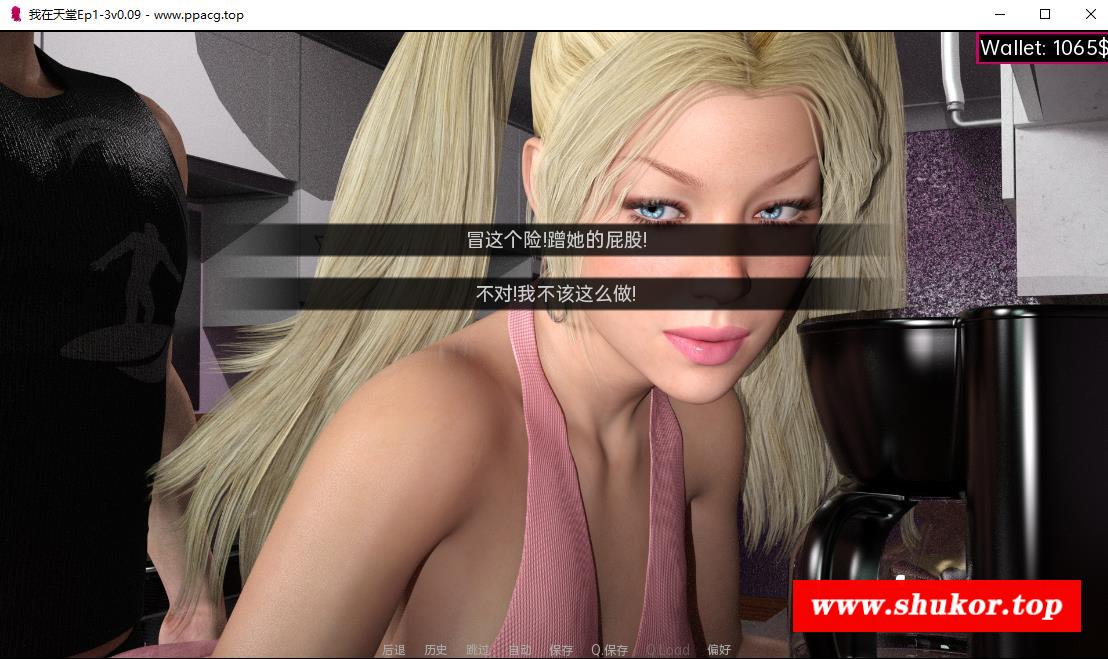 我在天堂Ep1-3v0.09 - www.ppacg.top
Wallet: 1065$
冒这个险!蹭她的屁股!
不对!我不该这么做!
www.shukor.top
后退 历史 跳过 自动 保存 Q.保存 Q.Load 偏好